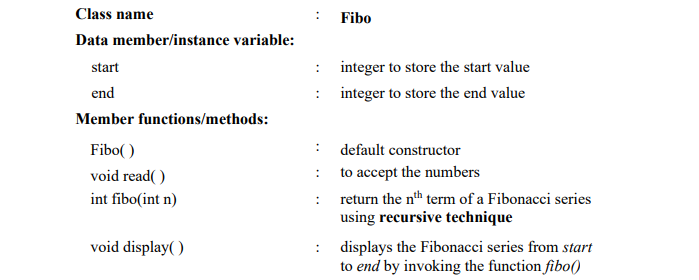 Class name : Fibo
Data member/instance variable:
start : integer to store the start value
end : integer to store the end value
Member functions/methods:
Fibo( ) : default constructor
void read( ) : to accept the numbers
int fibo(int n) : return the nth term of a Fibonacci series
using recursive technique
void display( ) : displays the Fibonacci series from start
to end by invoking the function fibo()